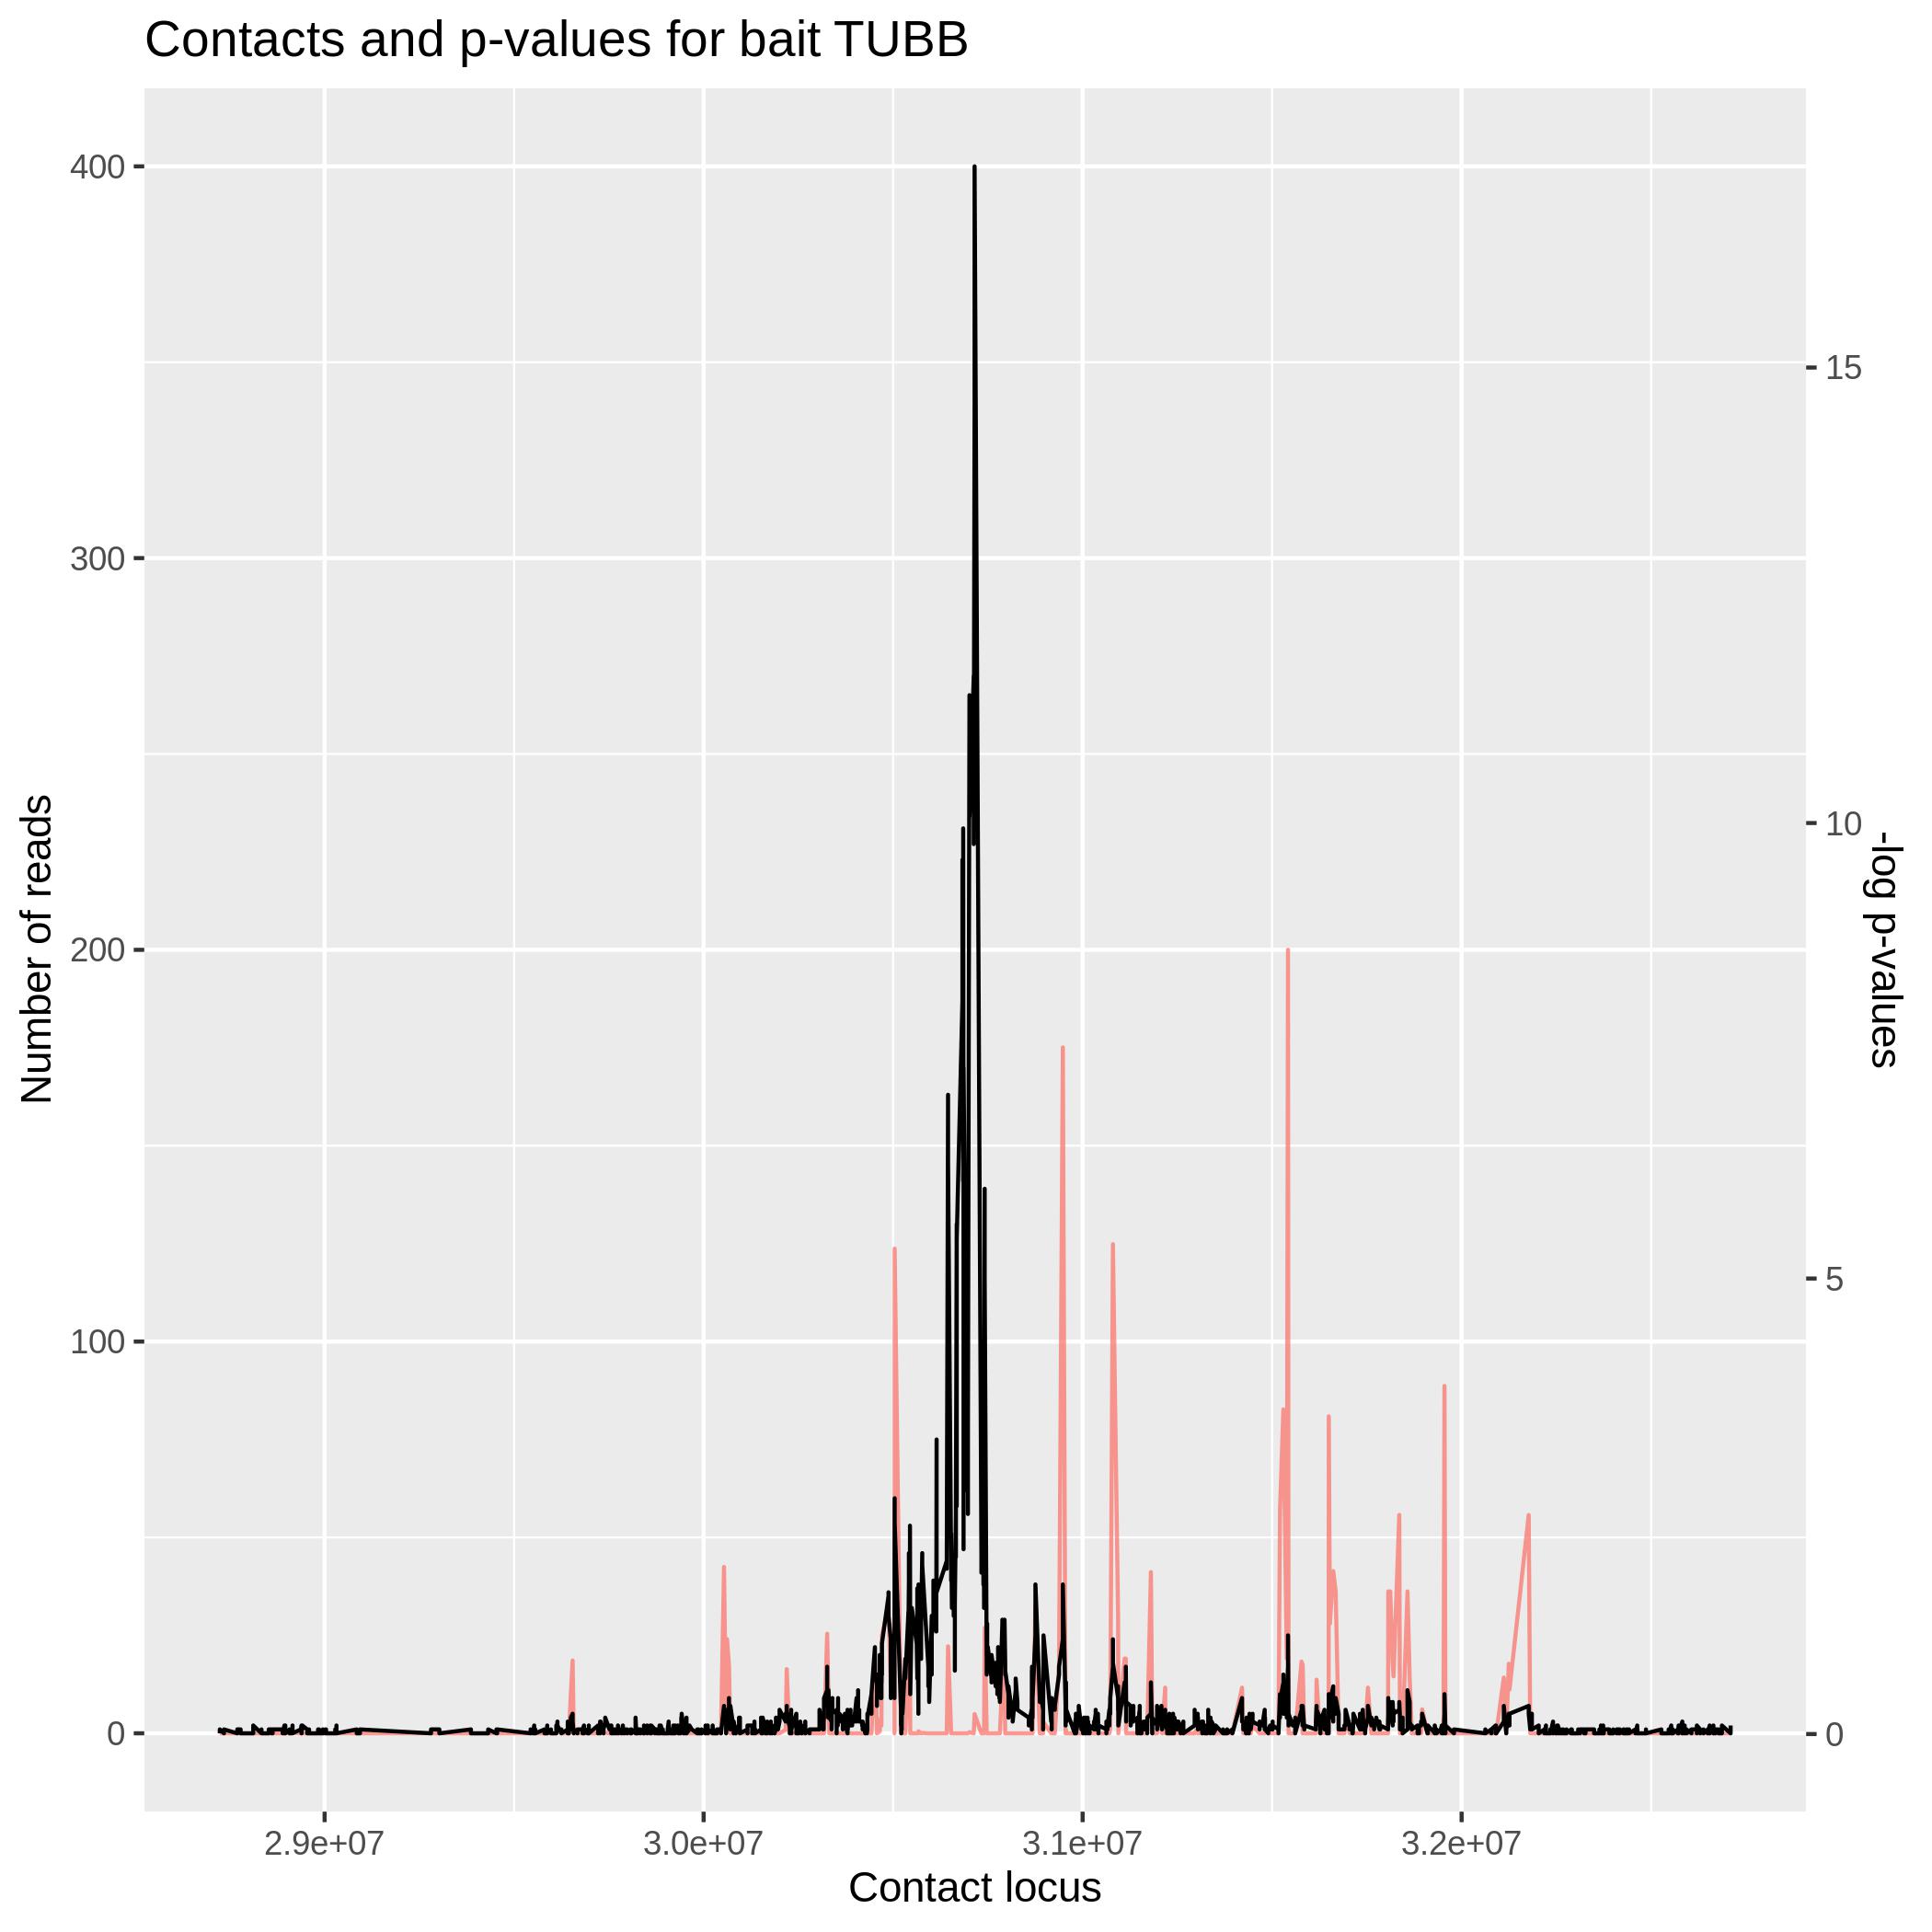 Contacts and p-values for bait TUBB
400
300
200
100
0
Number of reads
15
10
5
0
-log p-values
2.9e+07
3.0e+07
3.1e+07
3.2e+07
Contact locus